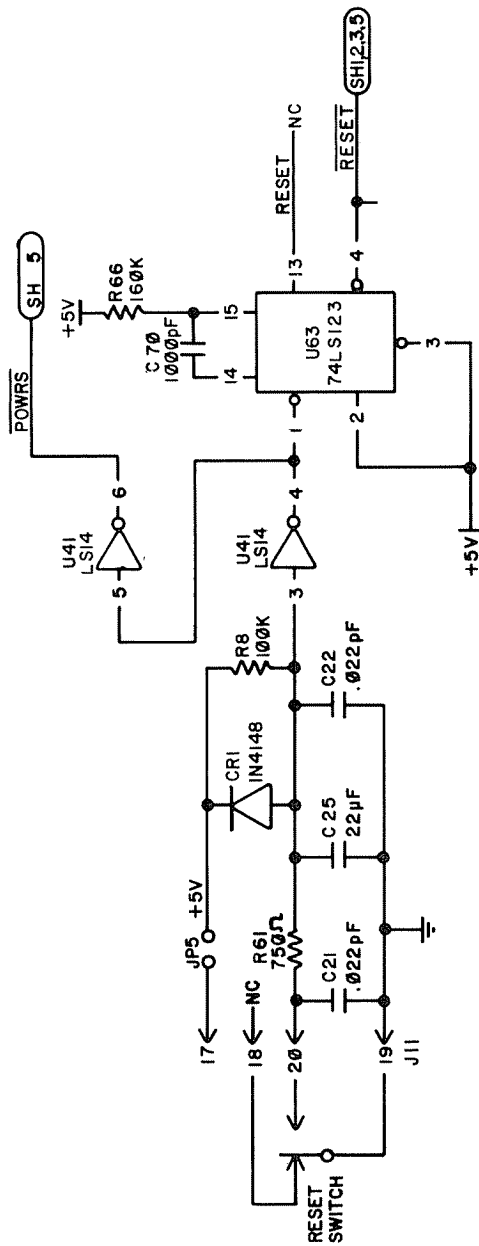 SH 5
POWRS
SH1,2,3,5
RESET
RESET
NC
+5V
R66
160K
C70
1000pF
15
14
13
4
U63
74LS123
1
2
3
+5V
6
U41
LS14
5
4
U41
LS14
3
R8
100K
CR1
1N4148
C22
.022pF
C25
22µF
+5V
JP5
R61
750Ω
C21
.022pF
17
18
NC
20
19
J11
RESET
SWITCH